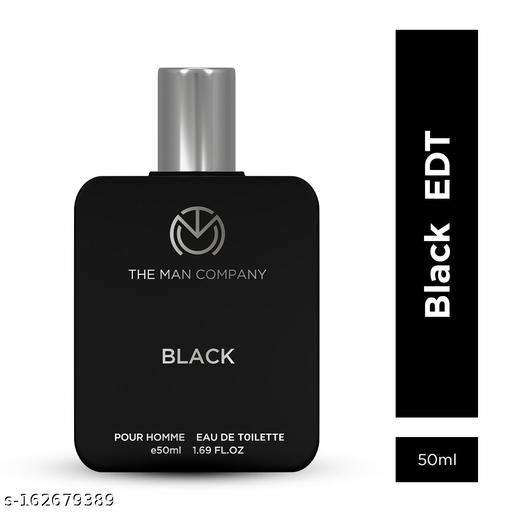 THE MAN COMPANY
BLACK
POUR HOMME EAU DE TOILETTE
e50ml 1.69 FL.OZ
Black EDT
50ml
s-162679389